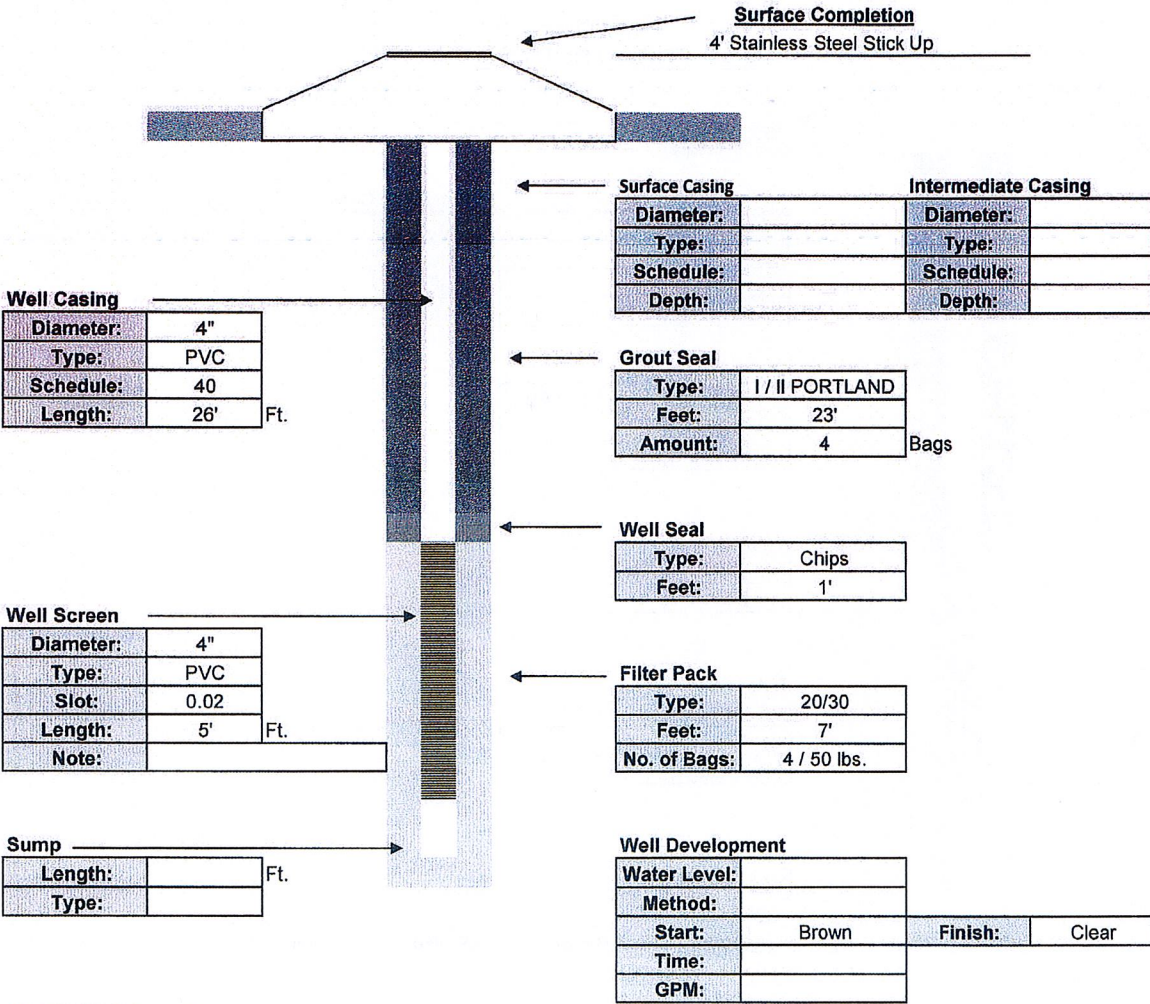 Surface Completion
4' Stainless Steel Stick Up
Surface Casing
Diameter:
Type:
Schedule:
Depth:
Intermediate Casing
Diameter:
Type:
Schedule:
Depth:
Well Casing
Diameter: 4"
Type: PVC
Schedule: 40
Length: 26' Ft.
Grout Seal
Type: I / II PORTLAND
Feet: 23'
Amount: 4 Bags
Well Seal
Type: Chips
Feet: 1'
Well Screen
Diameter: 4"
Type: PVC
Slot: 0.02
Length: 5' Ft.
Note:
Filter Pack
Type: 20/30
Feet: 7'
No. of Bags: 4 / 50 lbs.
Sump
Length: Ft.
Type:
Well Development
Water Level:
Method:
Start: Brown Finish: Clear
Time:
GPM: